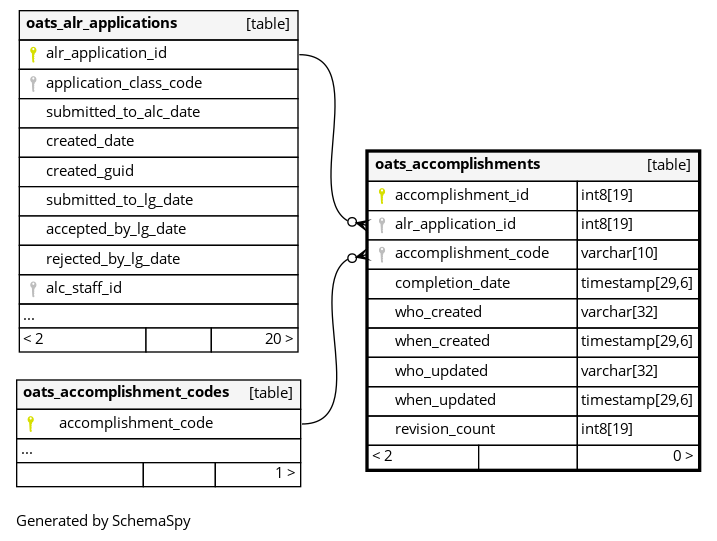 oats_alr_applications [table]
alr_application_id
application_class_code
submitted_to_alc_date
created_date
created_guid
submitted_to_lg_date
accepted_by_lg_date
rejected_by_lg_date
alc_staff_id
...
< 2 20 >
oats_accomplishments [table]
accomplishment_id int8[19]
alr_application_id int8[19]
accomplishment_code varchar[10]
completion_date timestamp[29,6]
who_created varchar[32]
when_created timestamp[29,6]
who_updated varchar[32]
when_updated timestamp[29,6]
revision_count int8[19]
< 2 0 >
oats_accomplishment_codes [table]
accomplishment_code
...
1 >
Generated by SchemaSpy